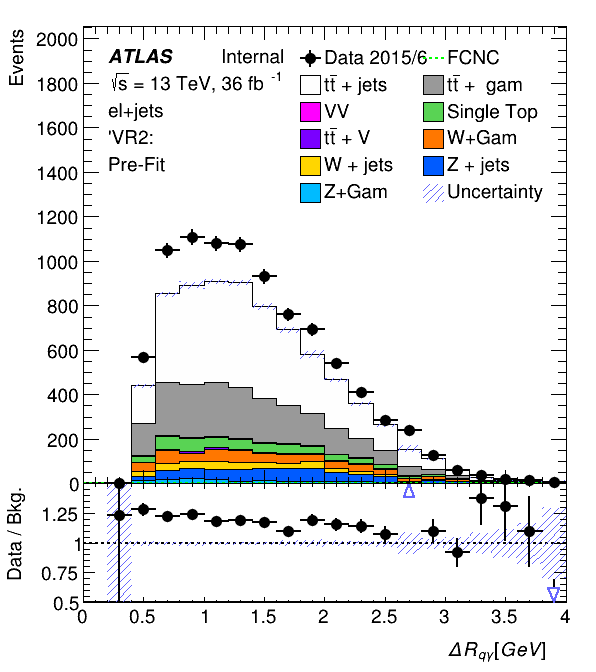 Events
2000
1800
1600
1400
1200
1000
800
600
400
200
0
ATLAS Internal
√s = 13 TeV, 36 fb -1
el+jets
'VR2:
Pre-Fit
Data 2015/6 FCNC
tt̄ + jets tt̄ + gam
VV Single Top
tt̄ + V W+Gam
W + jets Z + jets
Z+Gam Uncertainty
Data / Bkg.
1.25
1
0.75
0.5
0 0.5 1 1.5 2 2.5 3 3.5 4
ΔRqγ[GeV]